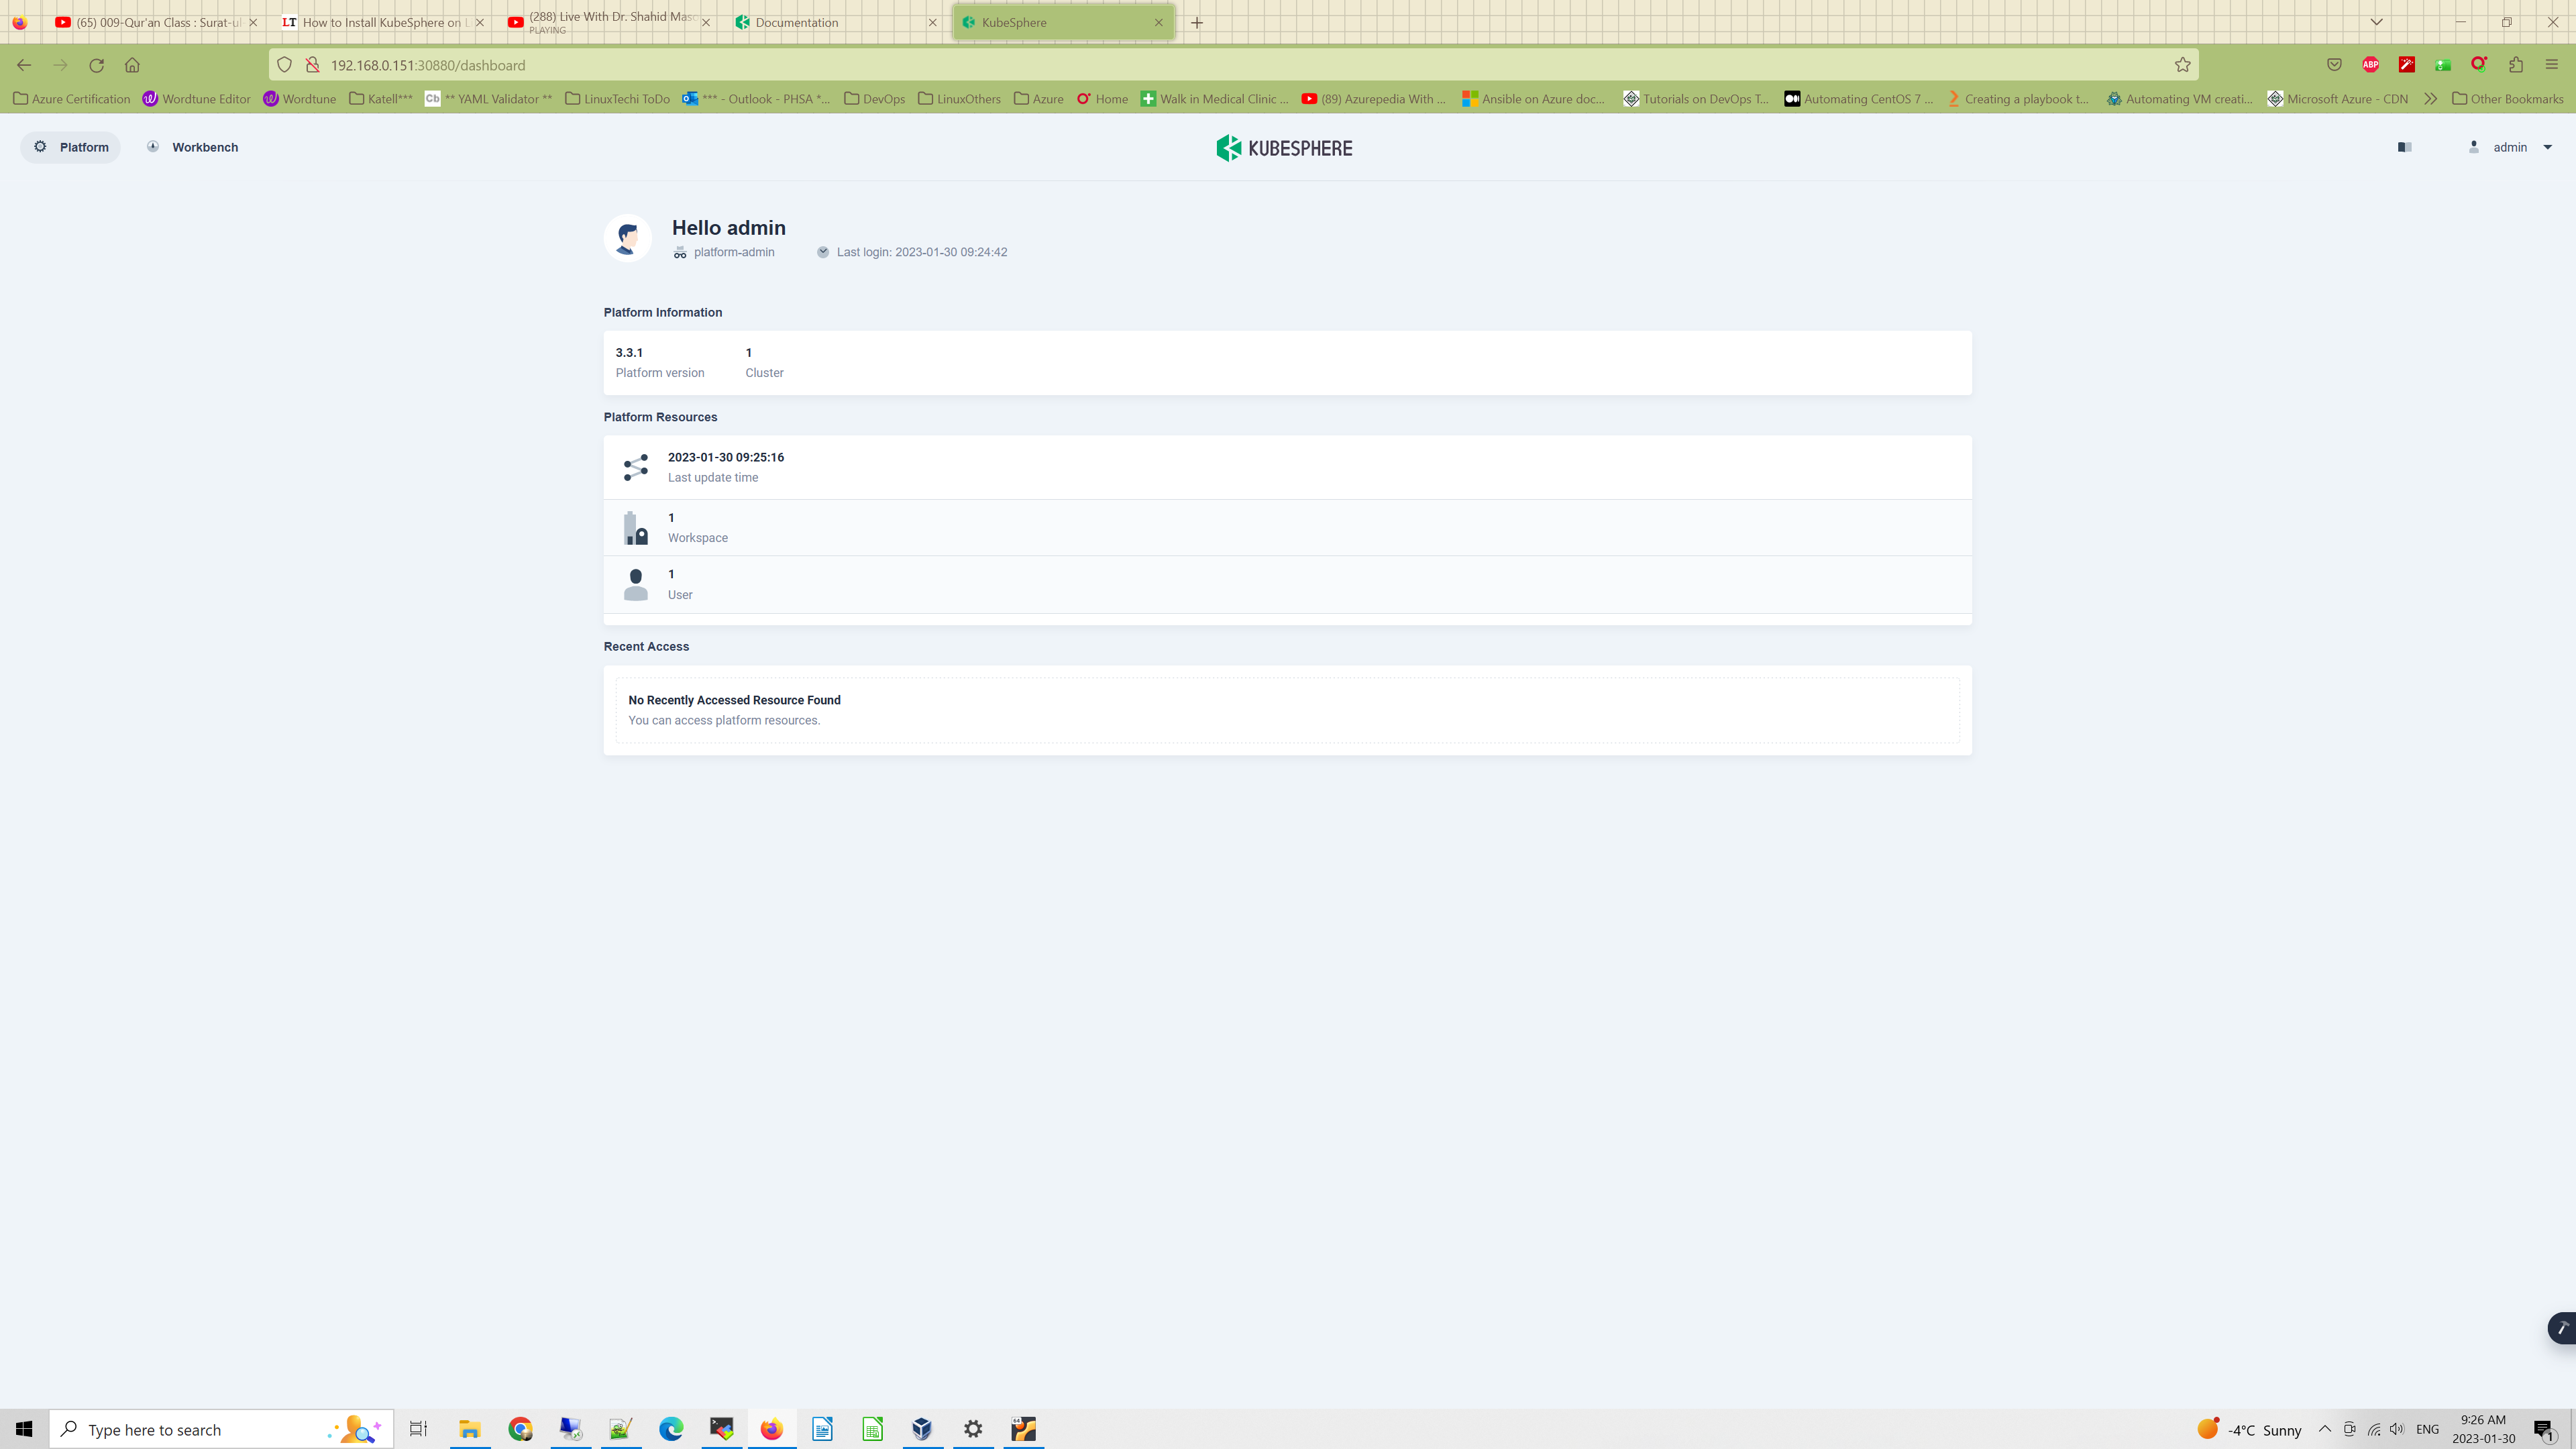 (65) 009-Qur'an Class : Surat-ul
LT How to Install KubeSphere on L
(288) Live With Dr. Shahid Maso
PLAYING
Documentation
KubeSphere
192.168.0.151:30880/dashboard
ABP
Azure Certification
Wordtune Editor
Wordtune
Katell***
Cb ** YAML Validator **
LinuxTechi ToDo
*** - Outlook - PHSA *...
DevOps
LinuxOthers
Azure
Home
Walk in Medical Clinic ...
(89) Azurepedia With ...
Ansible on Azure doc...
Tutorials on DevOps T...
Automating CentOS 7 ...
Creating a playbook t...
Automating VM creati...
Microsoft Azure - CDN
Other Bookmarks
Platform
Workbench
KUBESPHERE
admin
Hello admin
platform-admin
Last login: 2023-01-30 09:24:42
Platform Information
3.3.1
Platform version
1
Cluster
Platform Resources
2023-01-30 09:25:16
Last update time
1
Workspace
1
User
Recent Access
No Recently Accessed Resource Found
You can access platform resources.
Type here to search
64
-4°C Sunny
ENG
9:26 AM
2023-01-30
1